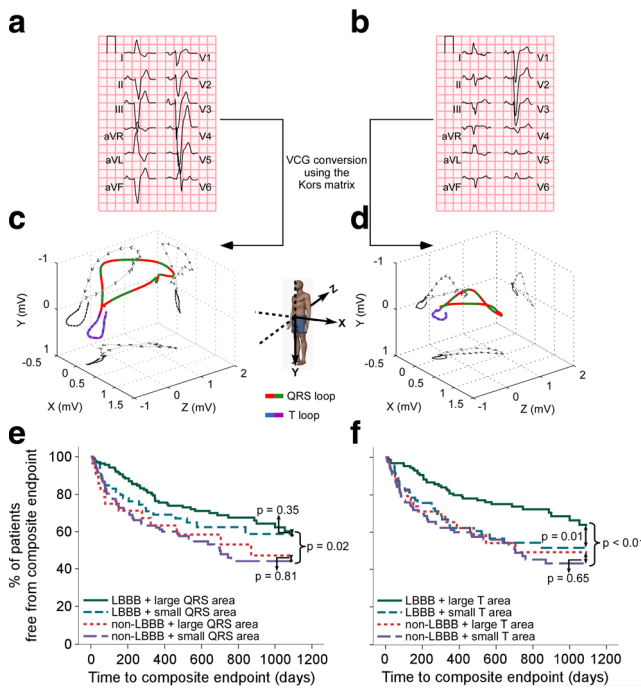 a
b
I
V1
II
V2
III
V3
aVR
V4
aVL
V5
aVF
V6
I
V1
II
V2
III
V3
aVR
V4
aVL
V5
aVF
V6
VCG conversion
using the
Kors matrix
c
d
-1
0
1
Y (mV)
-0.5
0
0.5
1
1.5
X (mV)
-1
0
1
2
Z (mV)
Z
X
Y
QRS loop
T loop
-1
0
1
Y (mV)
-0.5
0
0.5
1
1.5
X (mV)
-1
0
1
2
Z (mV)
e
% of patients
free from composite endpoint
100
80
60
40
20
0
p = 0.35
p = 0.02
p = 0.81
LBBB + large QRS area
LBBB + small QRS area
non-LBBB + large QRS area
non-LBBB + small QRS area
0 200 400 600 800 1000 1200
Time to composite endpoint (days)
f
p = 0.01
p < 0.01
p = 0.65
LBBB + large T area
LBBB + small T area
non-LBBB + large T area
non-LBBB + small T area
0 200 400 600 800 1000 1200
Time to composite endpoint (days)